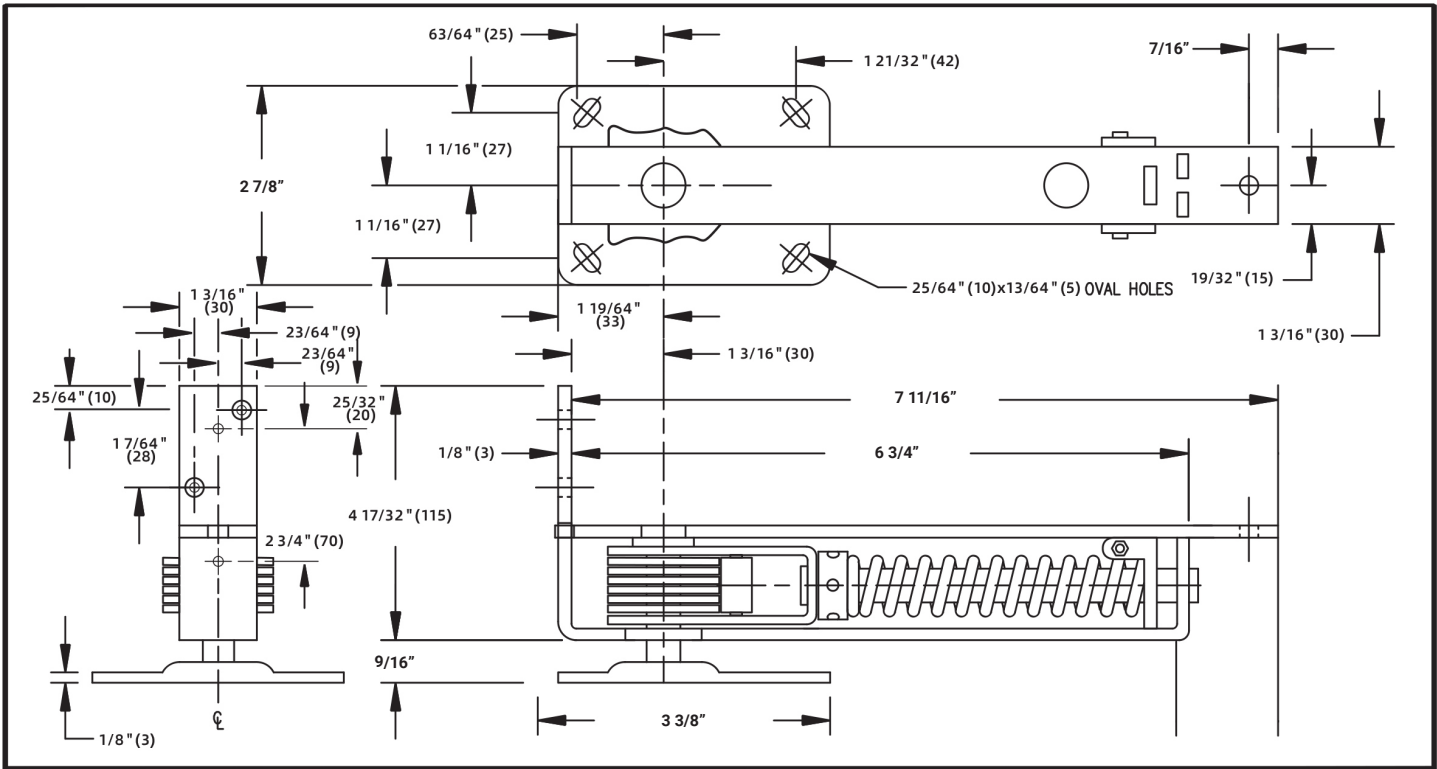 63/64" (25)
1 21/32" (42)
7/16”
1 1/16" (27)
2 7/8”
1 1/16" (27)
25/64" (10)x13/64" (5) OVAL HOLES
19/32" (15)
1 3/16" (30)
1 3/16"
(30)
1 19/64"
(33)
23/64" (9)
23/64"
(9)
1 3/16" (30)
25/64" (10)
25/32"
(20)
7 11/16”
1 7/64"
(28)
1/8" (3)
6 3/4”
4 17/32" (115)
2 3/4" (70)
9/16”
3 3/8”
℄
1/8" (3)